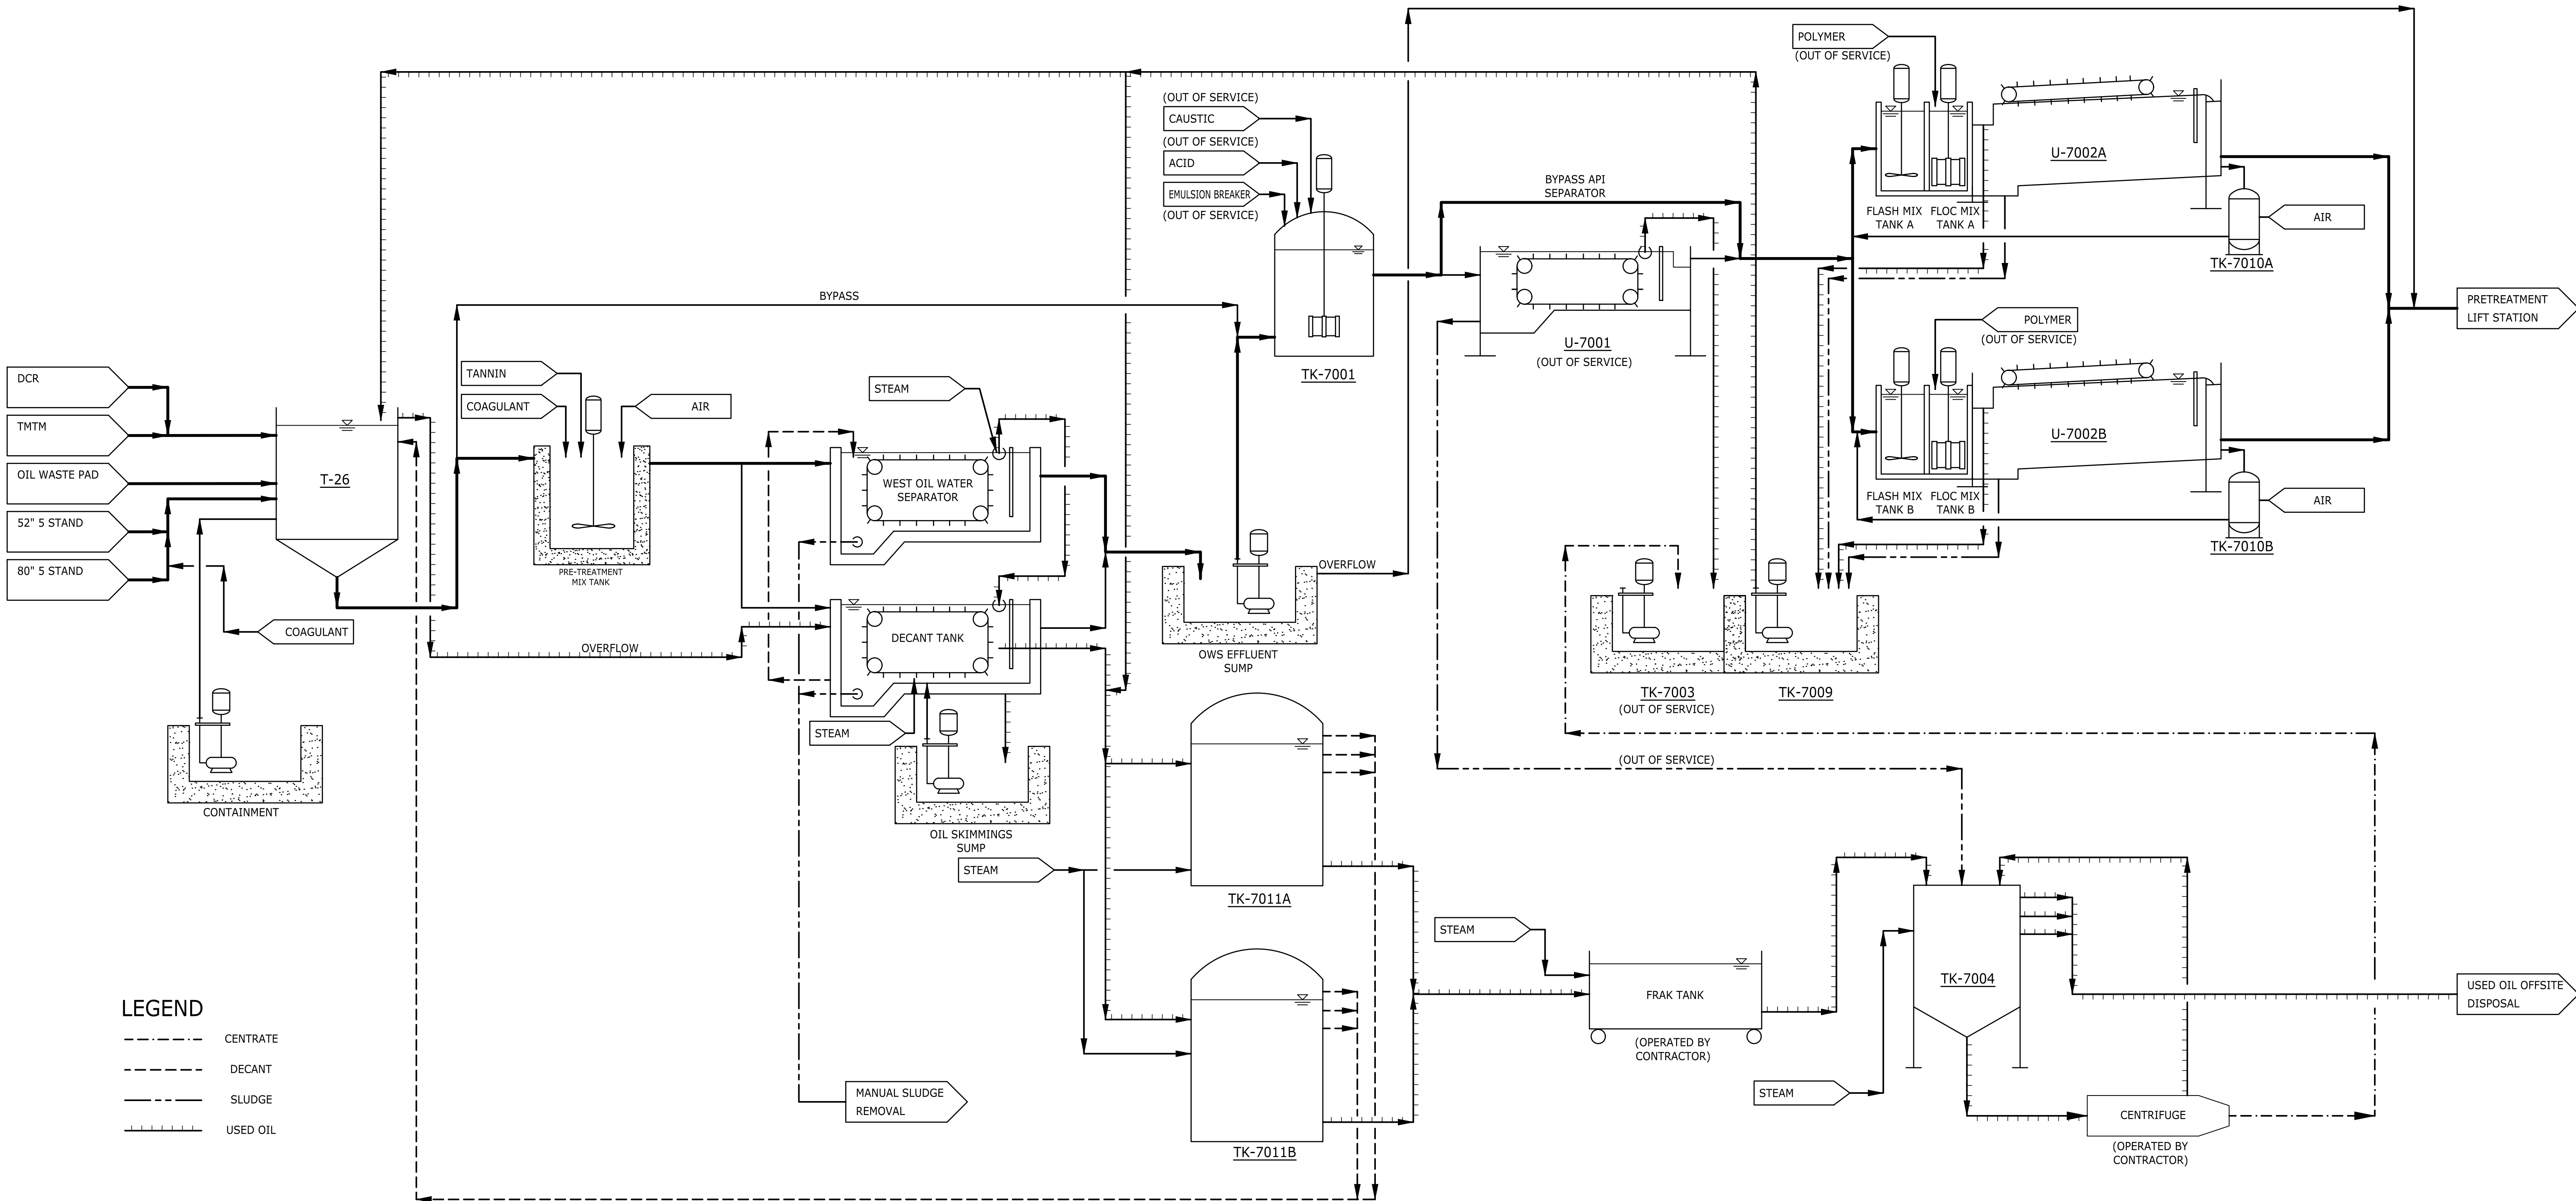 POLYMER
(OUT OF SERVICE)
(OUT OF SERVICE)
CAUSTIC
(OUT OF SERVICE)
ACID
EMULSION BREAKER
(OUT OF SERVICE)
BYPASS API
SEPARATOR
U-7002A
FLASH MIX
TANK A
FLOC MIX
TANK A
AIR
TK-7010A
BYPASS
PRETREATMENT
LIFT STATION
POLYMER
(OUT OF SERVICE)
U-7001
(OUT OF SERVICE)
TK-7001
DCR
TMTM
OIL WASTE PAD
52" 5 STAND
80" 5 STAND
T-26
TANNIN
COAGULANT
AIR
STEAM
WEST OIL WATER
SEPARATOR
U-7002B
FLASH MIX
TANK B
FLOC MIX
TANK B
AIR
TK-7010B
PRE-TREATMENT
MIX TANK
OVERFLOW
COAGULANT
OVERFLOW
DECANT TANK
OWS EFFLUENT
SUMP
TK-7003
(OUT OF SERVICE)
TK-7009
STEAM
(OUT OF SERVICE)
CONTAINMENT
OIL SKIMMINGS
SUMP
STEAM
TK-7011A
STEAM
FRAK TANK
(OPERATED BY
CONTRACTOR)
TK-7004
USED OIL OFFSITE
DISPOSAL
LEGEND
CENTRATE
DECANT
SLUDGE
USED OIL
MANUAL SLUDGE
REMOVAL
TK-7011B
STEAM
CENTRIFUGE
(OPERATED BY
CONTRACTOR)